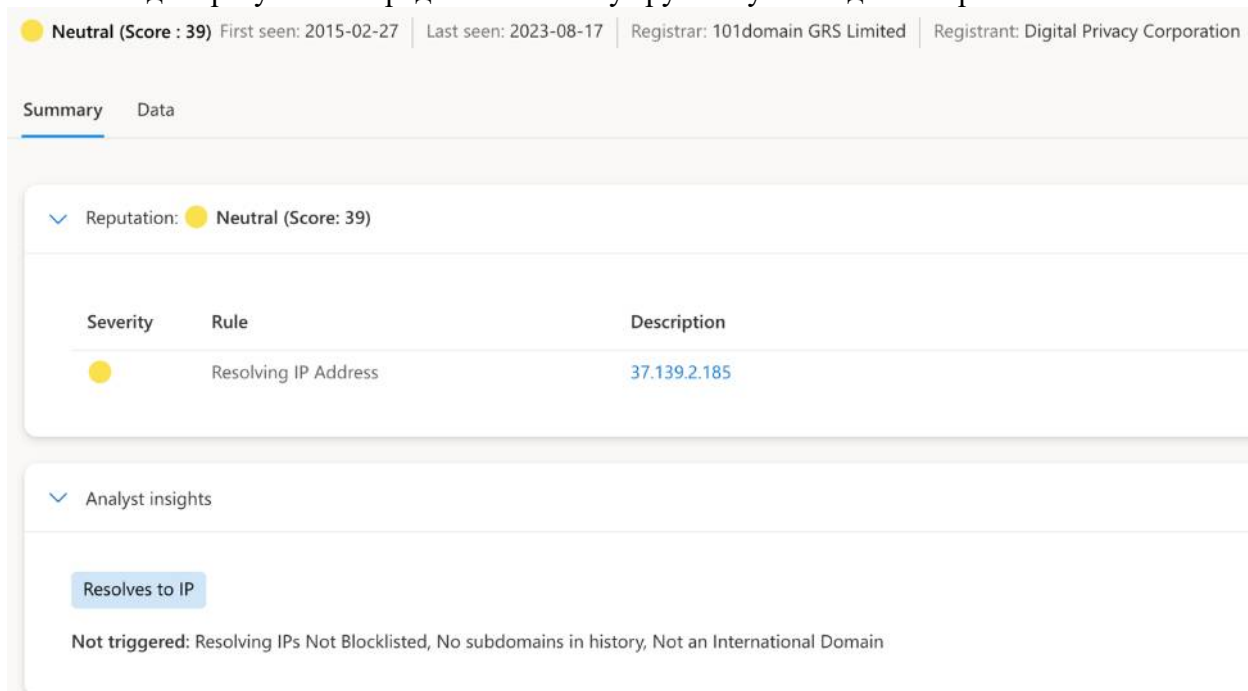 Neutral (Score : 39) First seen: 2015-02-27 Last seen: 2023-08-17 Registrar: 101domain GRS Limited Registrant: Digital Privacy Corporation
Summary Data
Reputation: Neutral (Score: 39)
Severity Rule Description
Resolving IP Address 37.139.2.185
Analyst insights
Resolves to IP
Not triggered: Resolving IPs Not Blocklisted, No subdomains in history, Not an International Domain